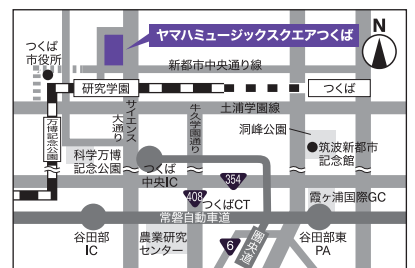 ヤマハミュージックスクエアつくば
N
つくば
市役所
新都市中央通り線
研究学園
つくば
万博記念公園
サイエンス
大通り
牛久学園通り
土浦学園線
洞峰公園
筑波新都市
記念館
科学万博
記念公園
つくば
中央IC
354
408
つくばCT
霞ヶ浦国際GC
常磐自動車道
谷田部
IC
農業研究
センター
6
圏央道
谷田部東
PA